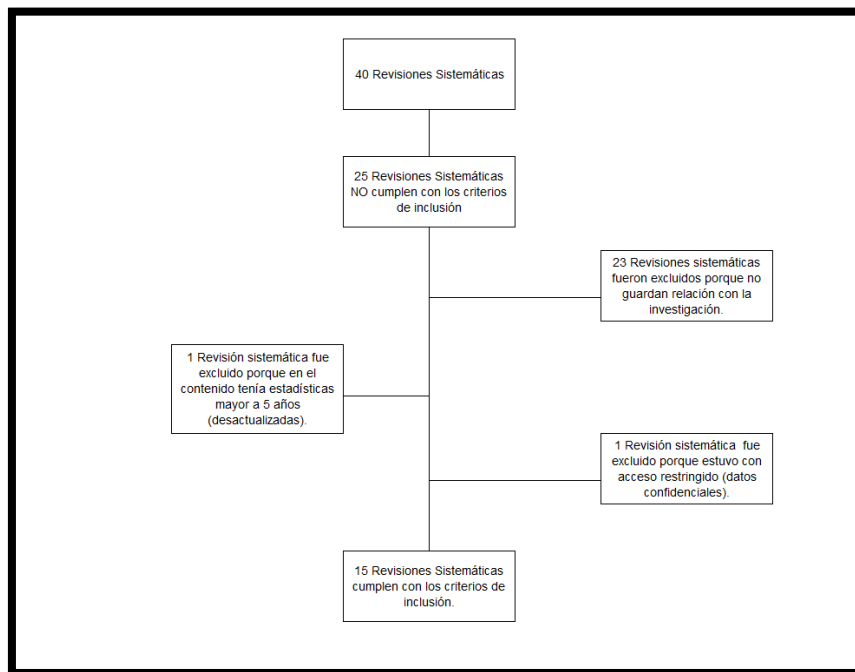 40 Revisiones Sistemáticas
25 Revisiones Sistemáticas
NO cumplen con los criterios
de inclusión
23 Revisiones sistemáticas
fueron excluidos porque no
guardan relación con la
investigación.
1 Revisión sistemática fue
excluido porque en el
contenido tenía estadísticas
mayor a 5 años
(desactualizadas).
1 Revisión sistemática fue
excluido porque estuvo con
acceso restringido (datos
confidenciales).
15 Revisiones Sistemáticas
cumplen con los criterios de
inclusión.